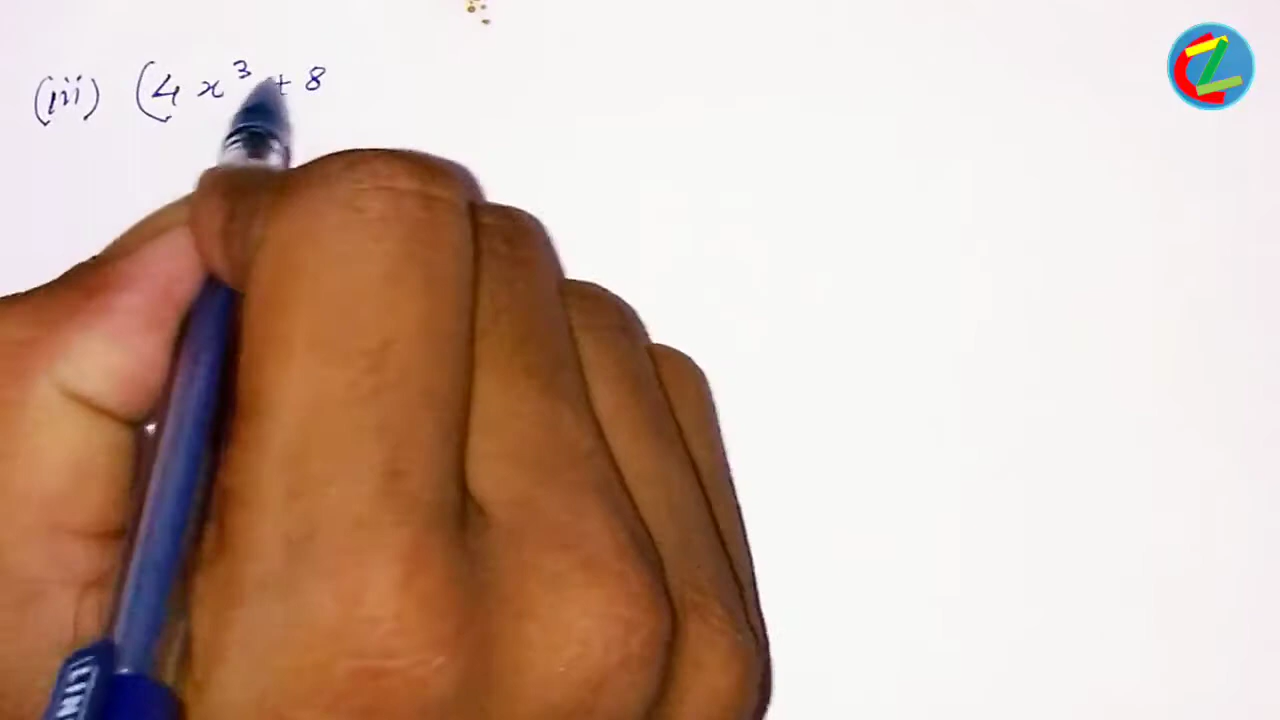 (iii) (4x³ + 8